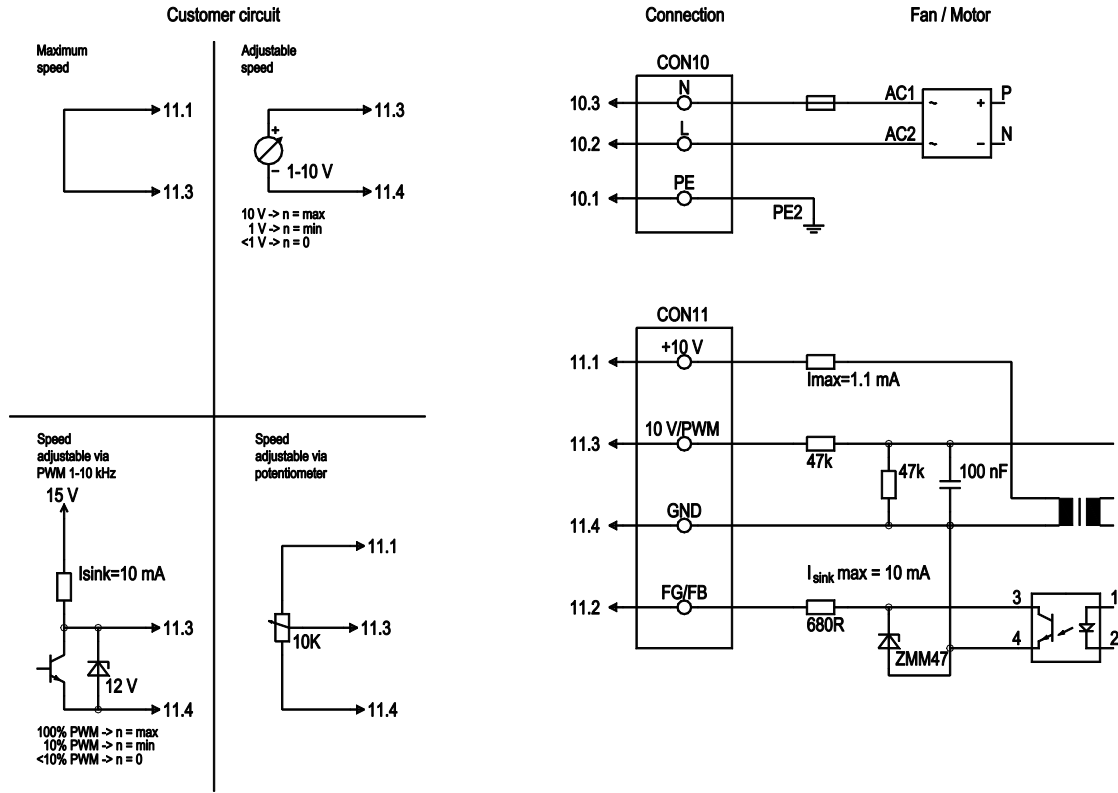 Customer circuit
Connection
Fan / Motor
Maximum
speed
11.1
11.3
Adjustable
speed
11.3
+
− 1-10 V
11.4
10 V -> n = max
1 V -> n = min
<1 V -> n = 0
CON10
N
10.3
AC1
~ + P
L
10.2
AC2
~ − N
PE
10.1
PE2
CON11
+10 V
11.1
Imax=1.1 mA
10 V/PWM
11.3
47k
47k
100 nF
GND
11.4
Isink max = 10 mA
FG/FB
11.2
680R
3
1
4
2
ZMM47
Speed
adjustable via
PWM 1-10 kHz
15 V
Isink=10 mA
11.3
12 V
11.4
100% PWM -> n = max
10% PWM -> n = min
<10% PWM -> n = 0
Speed
adjustable via
potentiometer
11.1
11.3
10K
11.4